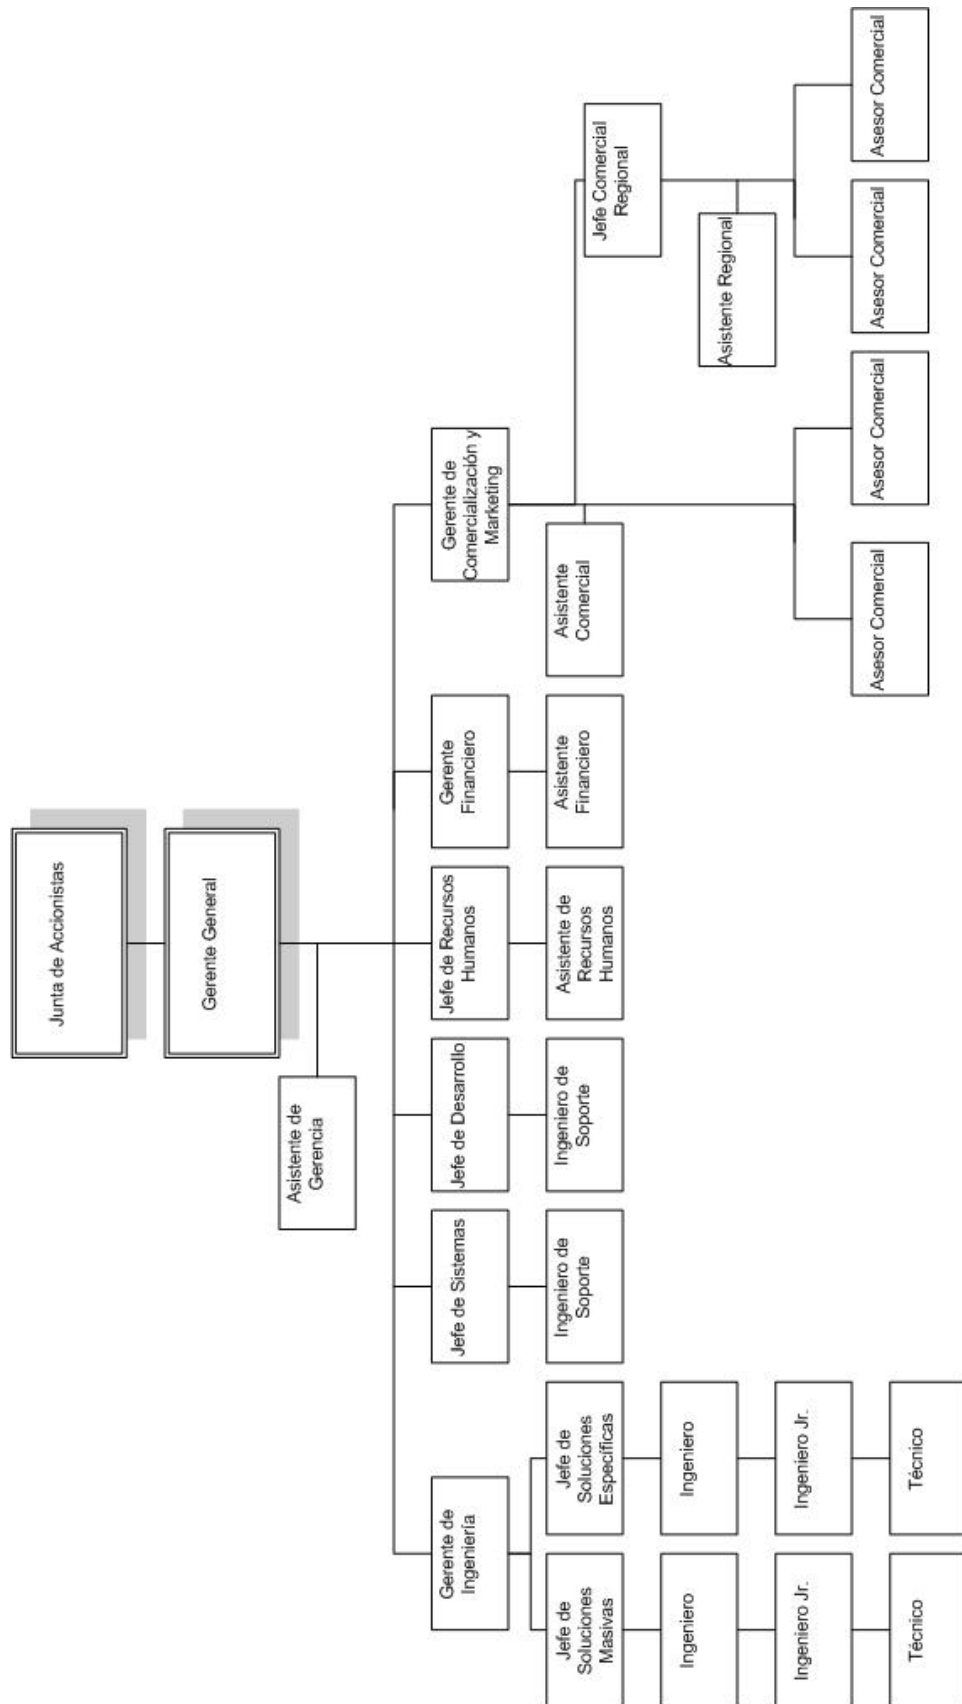 Junta de Accionistas
Gerente General
Asistente de
Gerencia
Gerente de
Ingeniería
Jefe de Sistemas
Jefe de Desarrollo
Jefe de Recursos
Humanos
Gerente
Financiero
Gerente de
Comercialización y
Marketing
Jefe de
Soluciones
Masivas
Jefe de
Soluciones
Específicas
Ingeniero de
Soporte
Ingeniero de
Soporte
Asistente de
Recursos
Humanos
Asistente
Financiero
Asistente
Comercial
Jefe Comercial
Regional
Ingeniero
Ingeniero
Asistente Regional
Ingeniero Jr.
Ingeniero Jr.
Técnico
Técnico
Asesor Comercial
Asesor Comercial
Asesor Comercial
Asesor Comercial